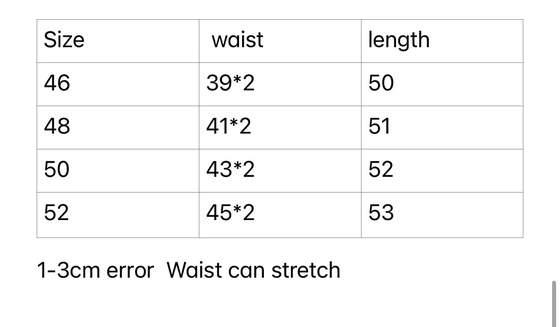 Size waist length
46 39*2 50
48 41*2 51
50 43*2 52
52 45*2 53
1-3cm error Waist can stretch